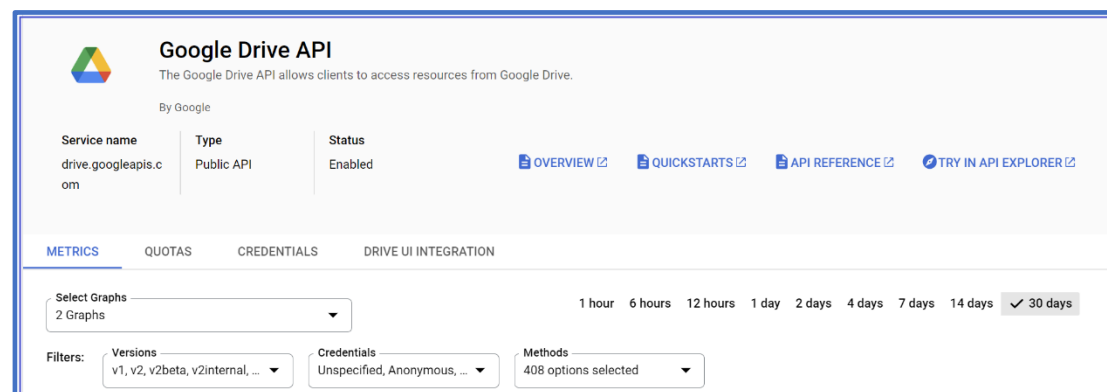 Google Drive API
The Google Drive API allows clients to access resources from Google Drive.
By Google
Service name Type Status
drive.googleapis.c Public API Enabled
om
OVERVIEW QUICKSTARTS API REFERENCE TRY IN API EXPLORER
METRICS QUOTAS CREDENTIALS DRIVE UI INTEGRATION
Select Graphs
2 Graphs
1 hour 6 hours 12 hours 1 day 2 days 4 days 7 days 14 days 30 days
Filters:
Versions
v1, v2, v2beta, v2internal, ...
Credentials
Unspecified, Anonymous, ...
Methods
408 options selected